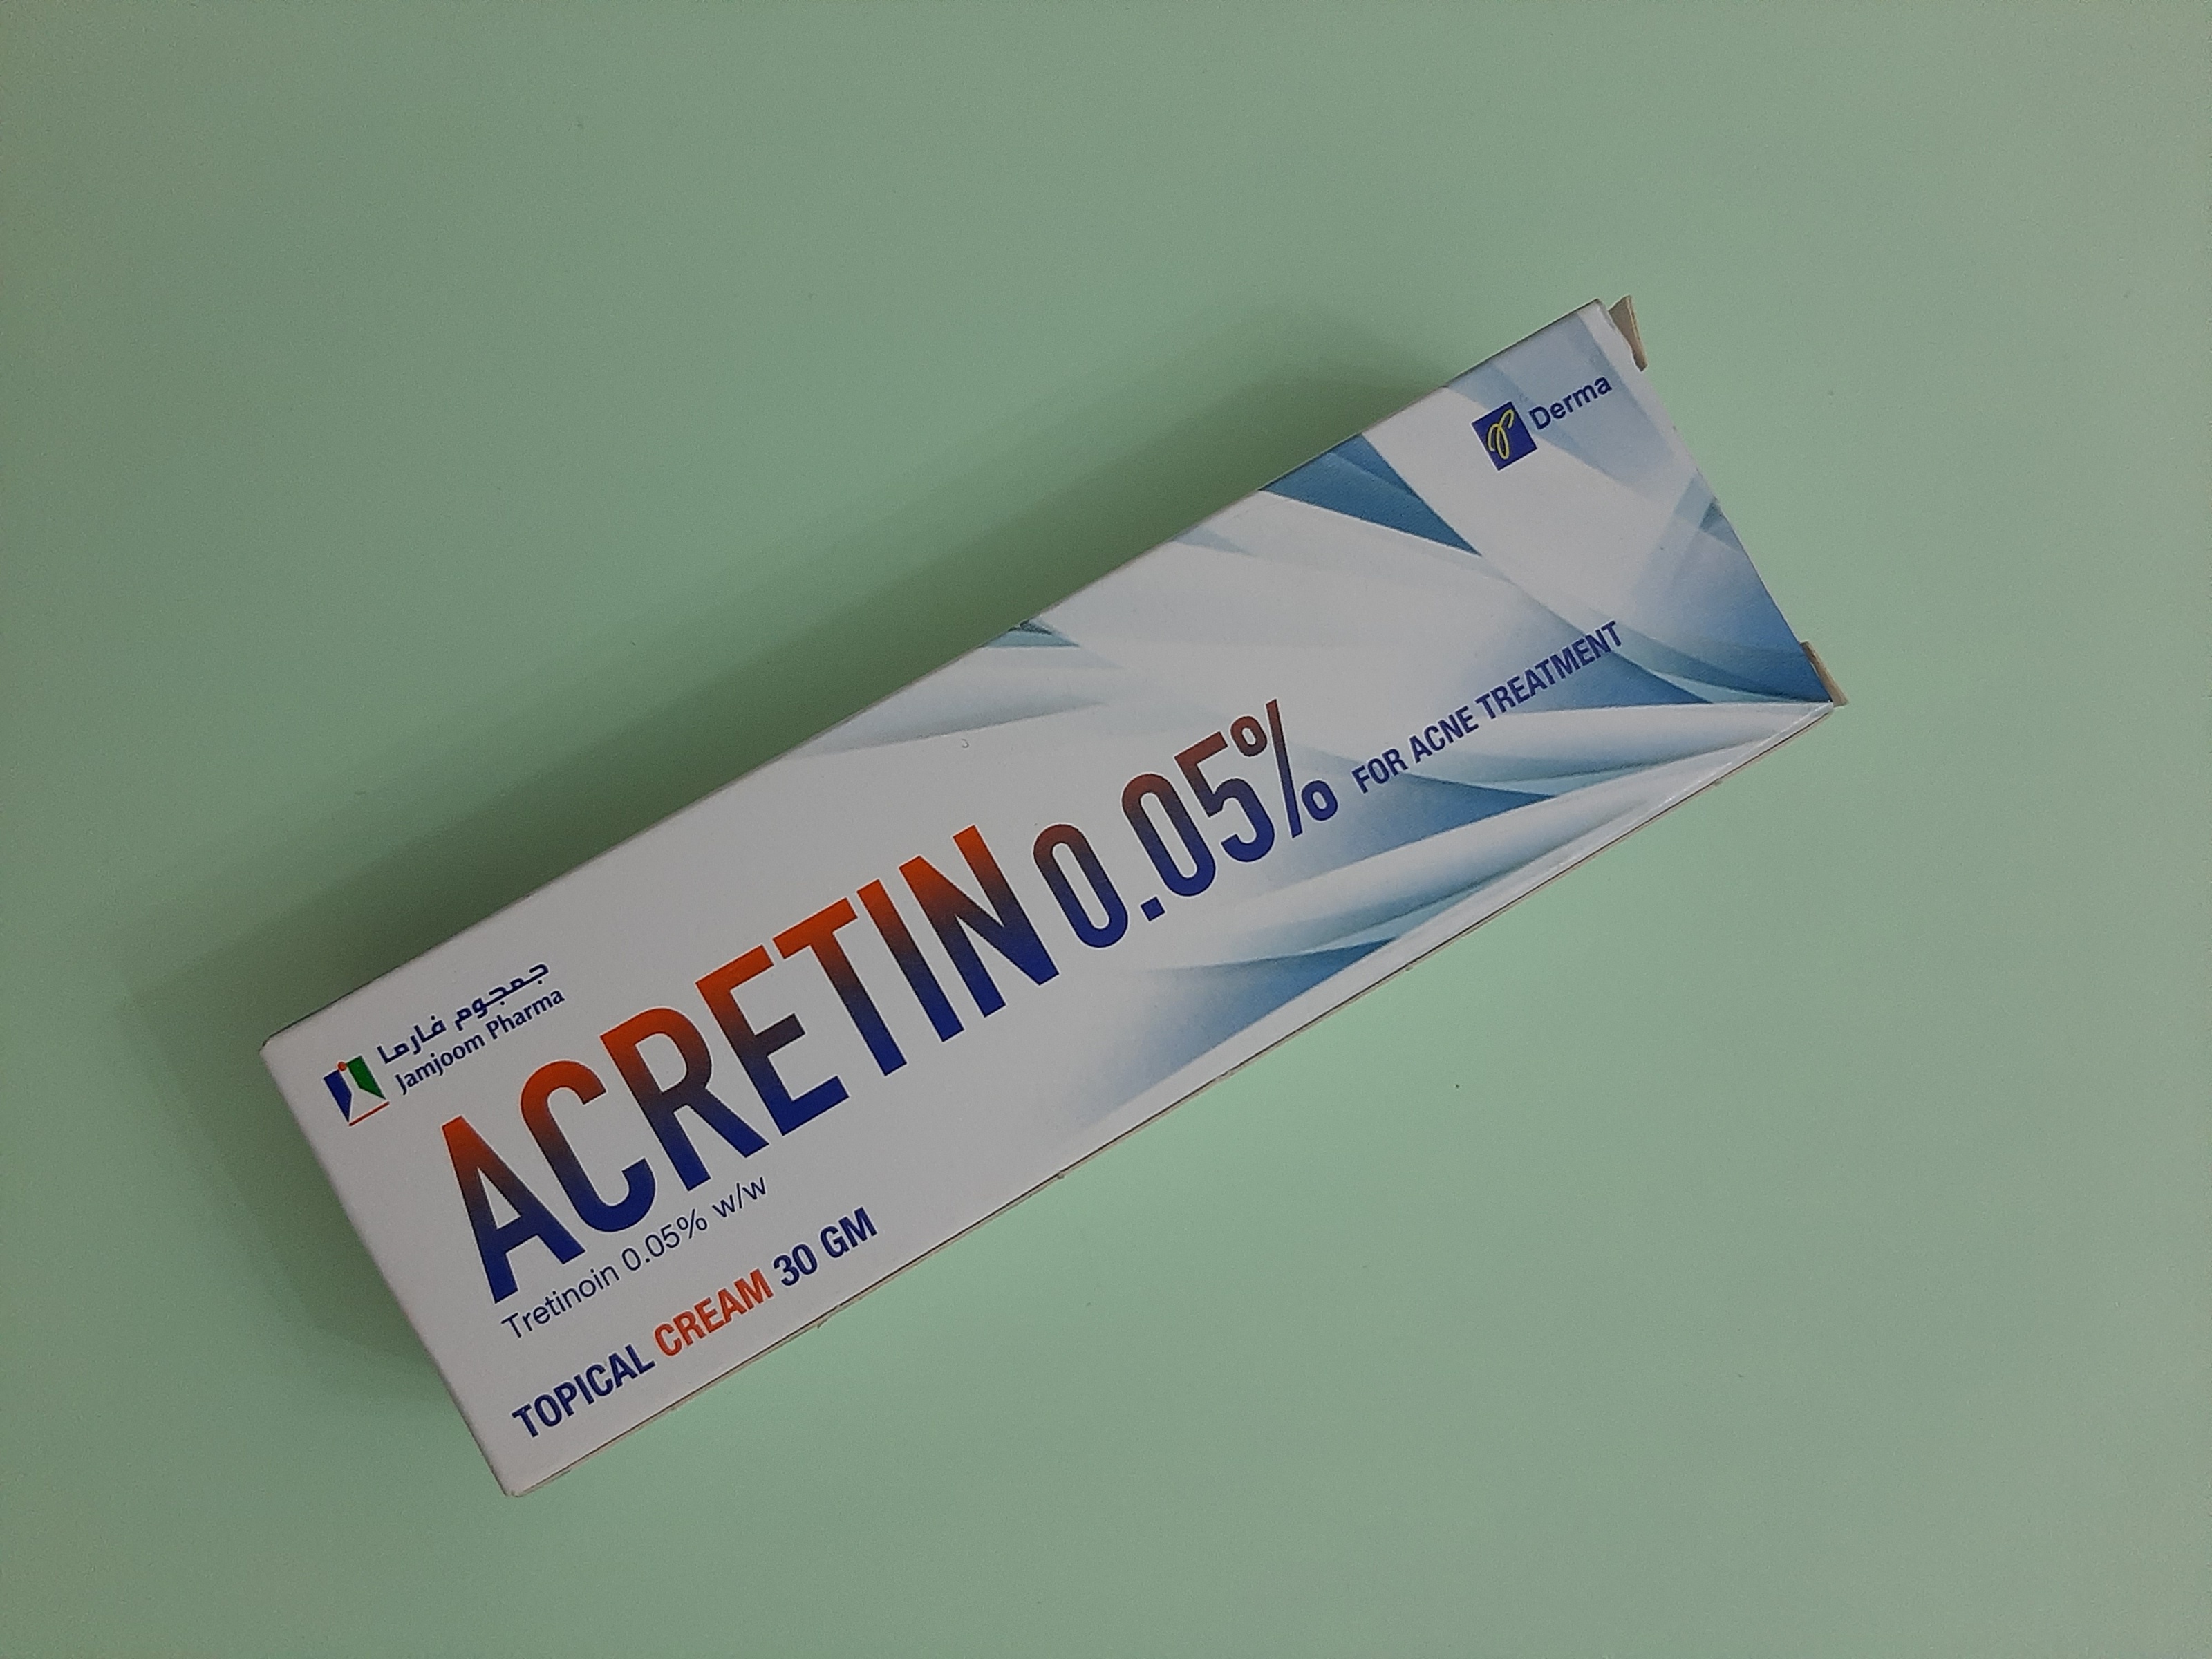 جمجوم فارما
Jamjoom Pharma
Derma
ACRETIN 0.05% FOR ACNE TREATMENT
Tretinoin 0.05% w/w
TOPICAL CREAM 30 GM